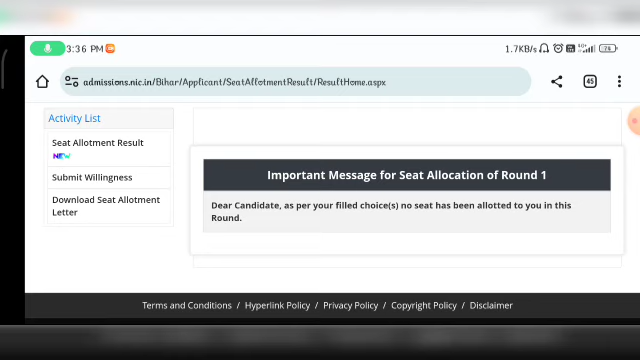 3:36 PM
1.7KB/s
admissions.nic.in/Bihar/Applicant/SeatAllotmentResult/ResultHome.aspx
45
Activity List
Seat Allotment Result
NEW
Submit Willingness
Download Seat Allotment
Letter
Important Message for Seat Allocation of Round 1
Dear Candidate, as per your filled choice(s) no seat has been allotted to you in this
Round.
Terms and Conditions / Hyperlink Policy / Privacy Policy / Copyright Policy / Disclaimer